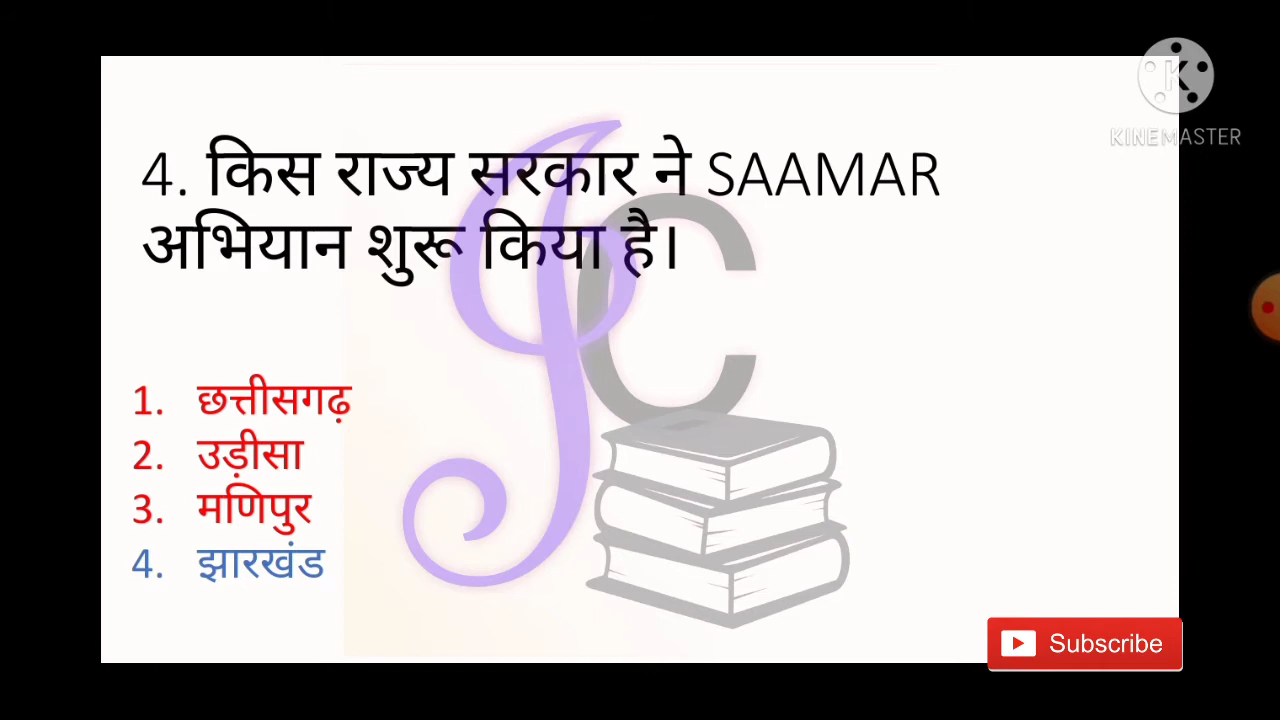 KINEMASTER
4. किस राज्य सरकार ने SAAMAR
अभियान शुरू किया है।
1. छत्तीसगढ़
2. उड़ीसा
3. मणिपुर
4. झारखंड
Subscribe